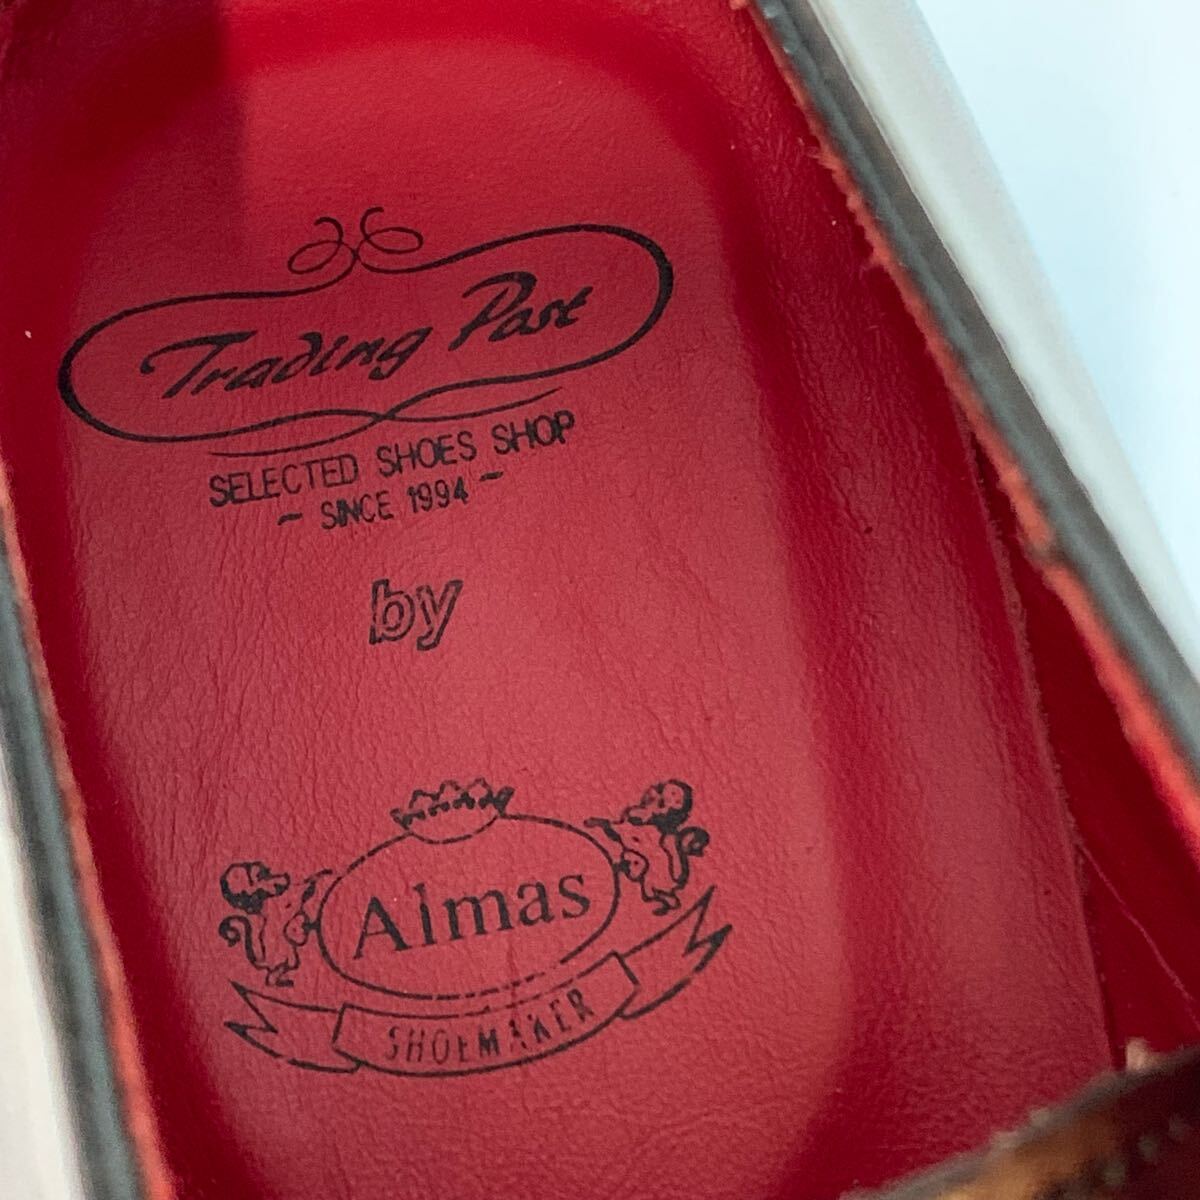 Trading Post
SELECTED SHOES SHOP
~ SINCE 1994 ~
by
Almas
SHOEMAKER